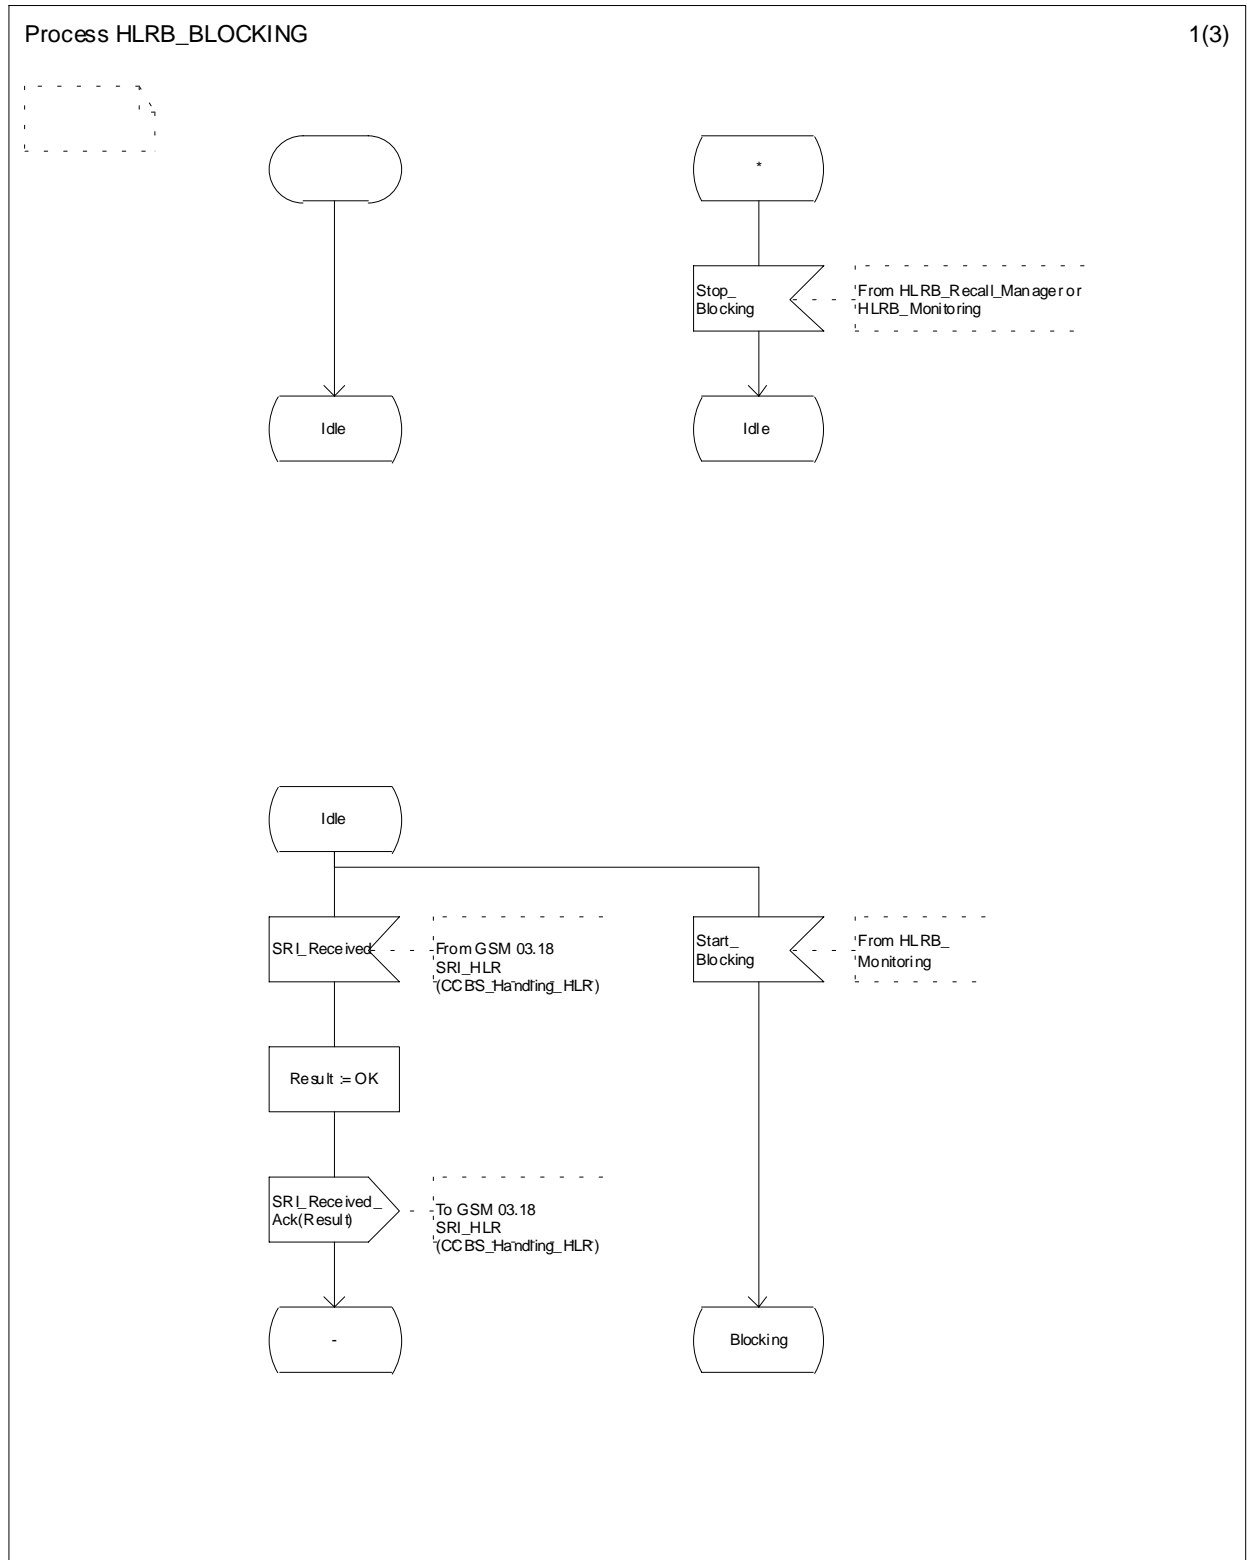 Process HLRB_BLOCKING
1(3)
*
Stop_
Blocking
From HLRB_Recall_Manager or
HLRB_Monitoring
Idle
Idle
Idle
SRI_Received
From GSM 03.18
SRI_HLR
(CCBS_Handling_HLR)
Start_
Blocking
From HLRB_
Monitoring
Result := OK
SRI_Received_
Ack(Result)
To GSM 03.18
SRI_HLR
(CCBS_Handling_HLR)
-
Blocking